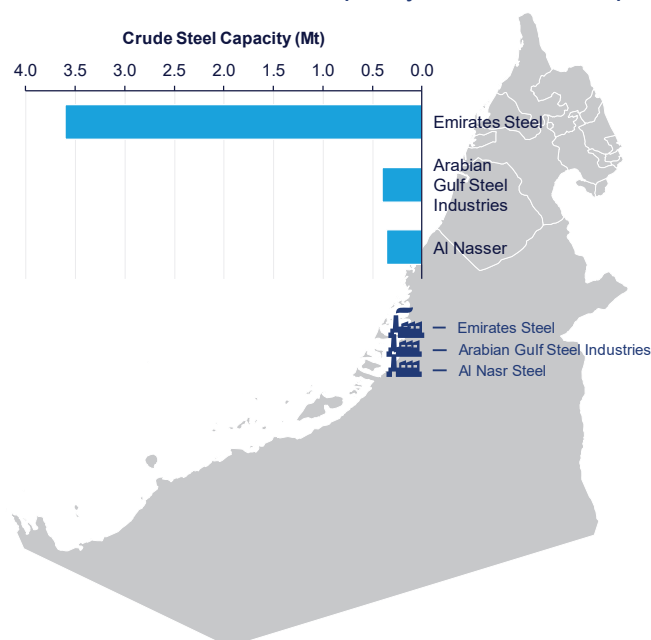 Crude Steel Capacity (Mt)
4.0 3.5 3.0 2.5 2.0 1.5 1.0 0.5 0.0
Emirates Steel
Arabian
Gulf Steel
Industries
Al Nasser
Emirates Steel
Arabian Gulf Steel Industries
Al Nasr Steel